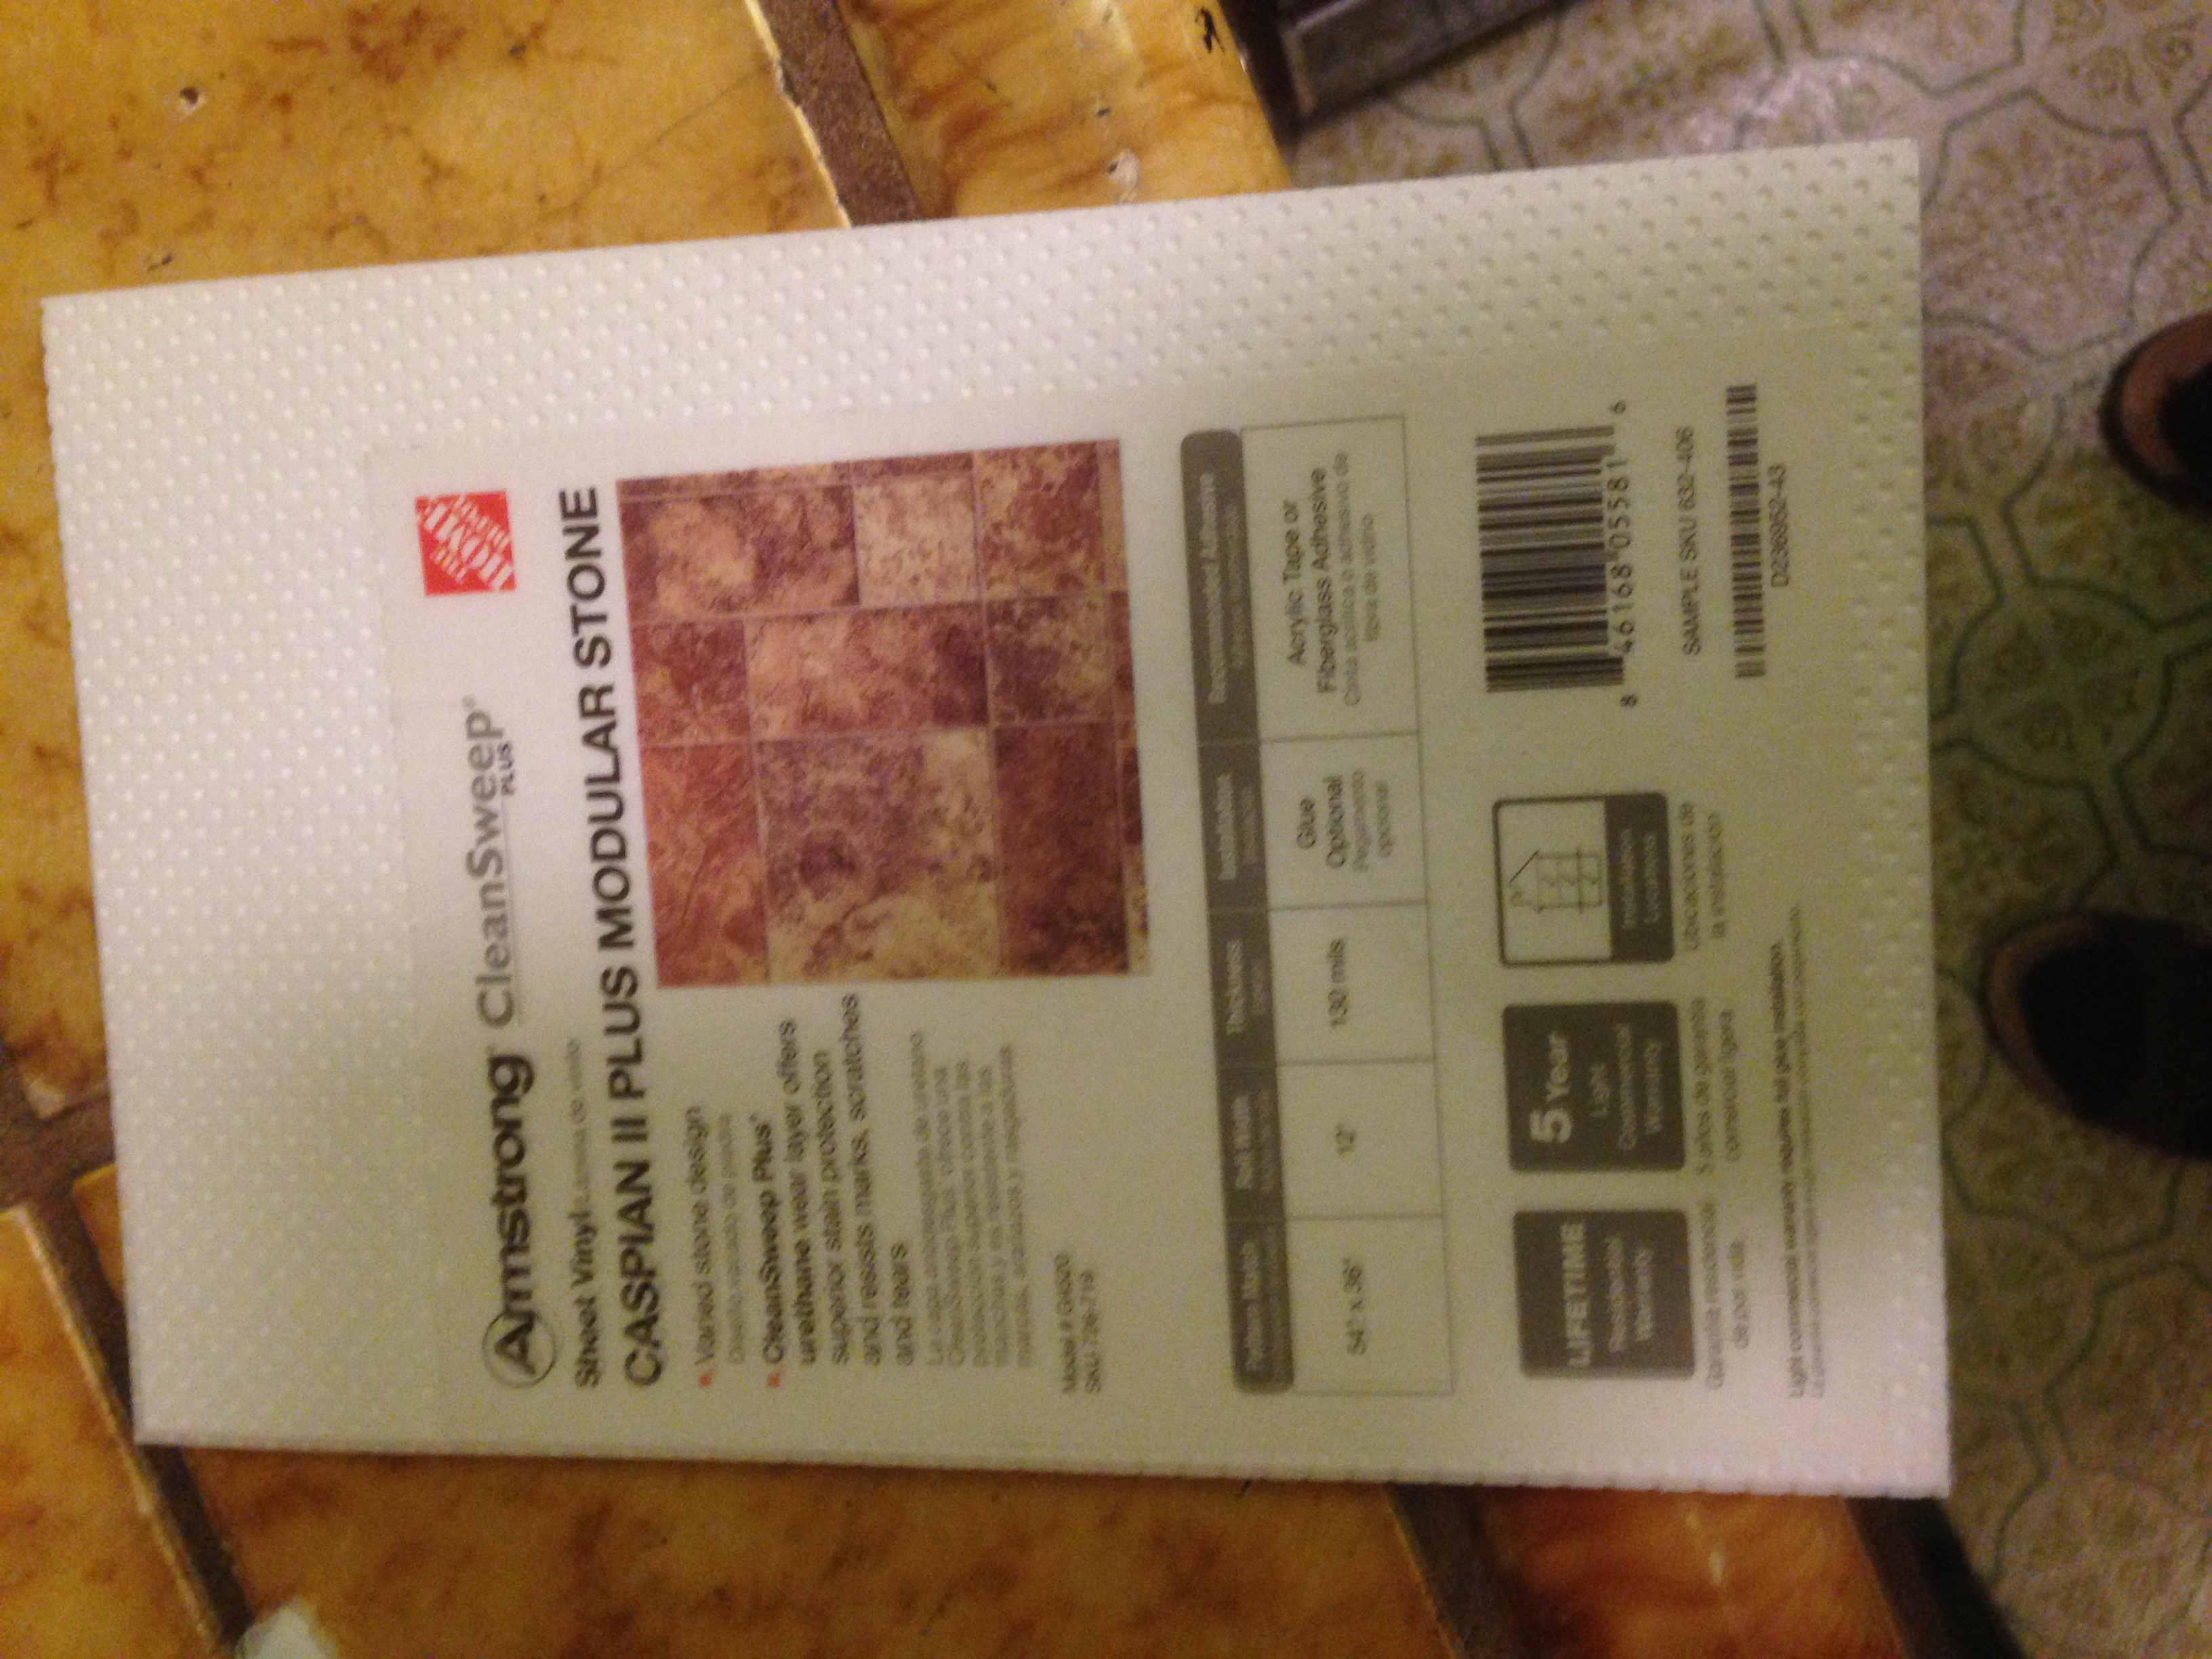 Armstrong CleanSweep®
PLUS
THE
HOME
DEPOT
Sheet Vinyl/Lámina de vinilo
CASPIAN II PLUS MODULAR STONE
Varied stone design
Diseño variado de piedra
CleanSweep Plus®
urethane wear layer offers
superior stain protection
and resists marks, scratches
and tears
La capa antidesgaste de uretano
CleanSweep Plus® ofrece una
protección superior contra las
manchas y es resistente a las
marcas, arañazos y rasgaduras
Model # G4520
SKU 726-719
Pattern Match
Roll Width
Thickness
Installation
Recommended Adhesive
54" x 36"
12'
130 mils
Glue
Optional
Pegamento
opcional
Acrylic Tape or
Fiberglass Adhesive
Cinta acrílica o adhesivo de
fibra de vidrio
LIFETIME
Residential
Warranty
Garantía residencial
de por vida
5 Year
Light
Commercial
Warranty
5 años de garantía
comercial ligera
Installation
Locations
Ubicaciones de
la instalación
8 46168 05581 6
SAMPLE SKU 632-406
D236952-43
Light commercial warranty requires full glue installation.